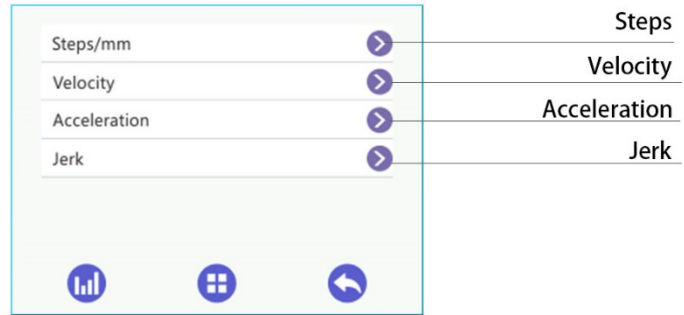 Steps/mm
Velocity
Acceleration
Jerk
Steps
Velocity
Acceleration
Jerk